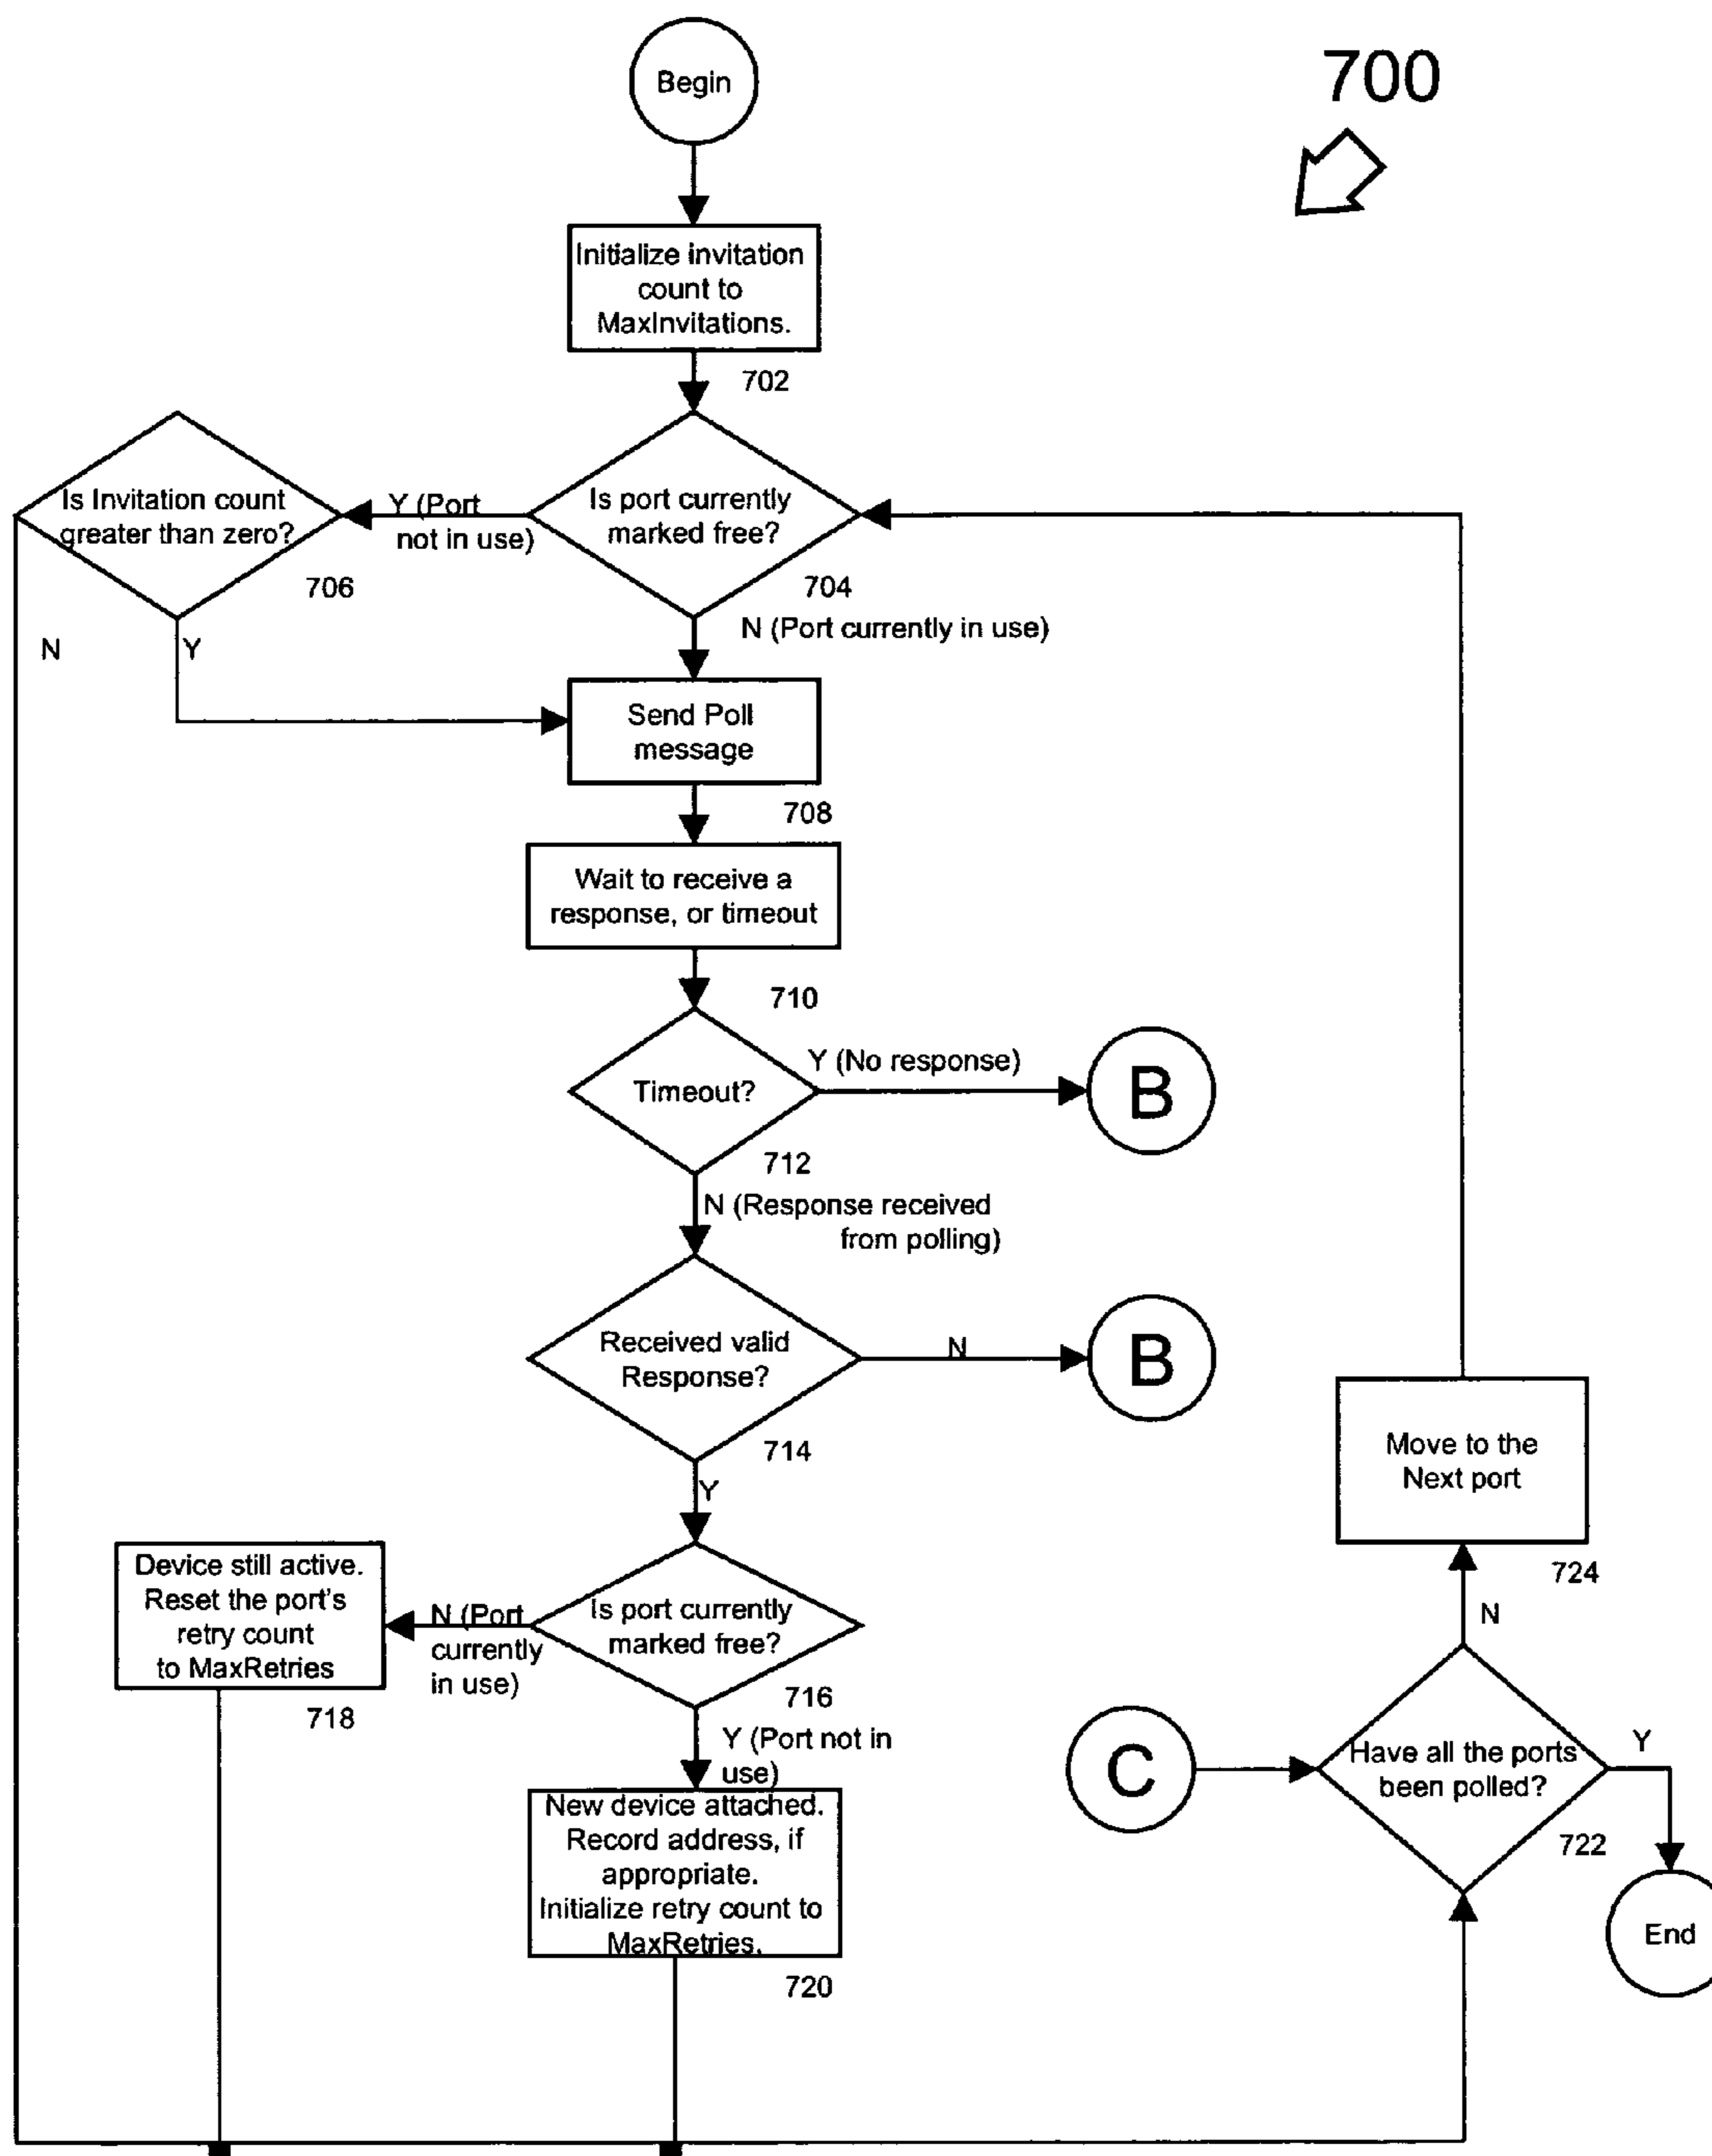 Begin
700
Initialize invitation
count to
MaxInvitations.
702
Is Invitation count
greater than zero?
706
Y (Port
not in use)
Is port currently
marked free?
704
N (Port currently in use)
N
Y
Send Poll
message
708
Wait to receive a
response, or timeout
710
Timeout?
Y (No response)
B
712
N (Response received
from polling)
Received valid
Response?
N
B
714
Y
Move to the
Next port
724
Device still active.
Reset the port's
retry count
to MaxRetries
718
N (Port
currently
in use)
Is port currently
marked free?
716
Y (Port not in
use)
N
C
Have all the ports
been polled?
Y
722
End
New device attached.
Record address, if
appropriate.
Initialize retry count to
MaxRetries.
720